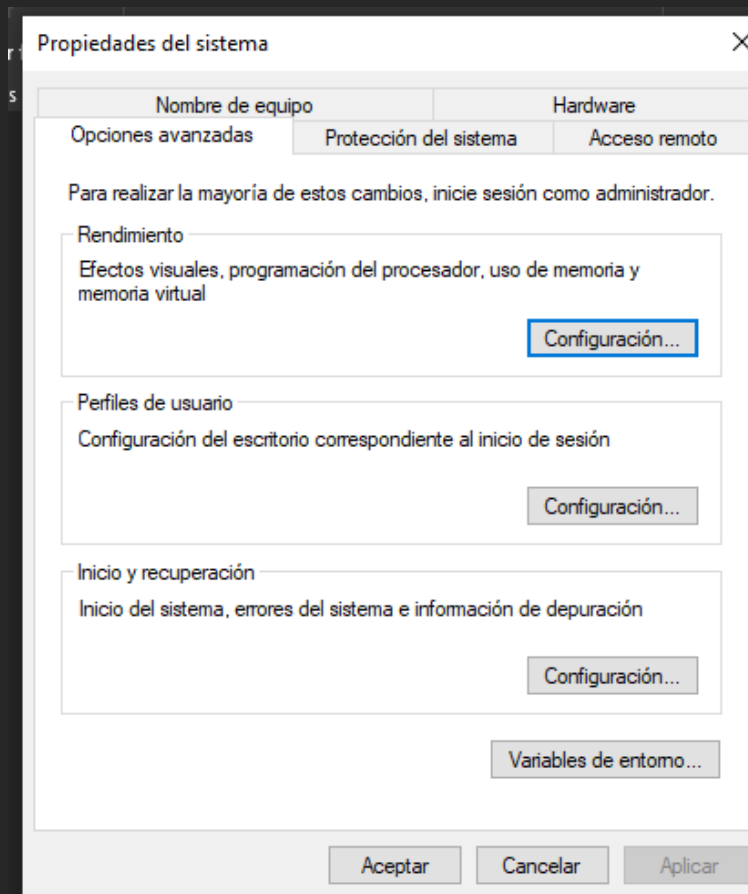 Propiedades del sistema
Nombre de equipo
Hardware
Opciones avanzadas
Protección del sistema
Acceso remoto
Para realizar la mayoría de estos cambios, inicie sesión como administrador.
Rendimiento
Efectos visuales, programación del procesador, uso de memoria y
memoria virtual
Configuración...
Perfiles de usuario
Configuración del escritorio correspondiente al inicio de sesión
Configuración...
Inicio y recuperación
Inicio del sistema, errores del sistema e información de depuración
Configuración...
Variables de entorno...
Aceptar
Cancelar
Aplicar